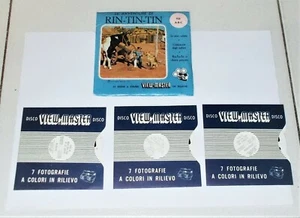 RIN-TIN-TIN
VIEW-MASTER
DISCO VIEW-MASTER DISCO
7 FOTOGRAFIE
A COLORI IN RILIEVO
DISCO VIEW-MASTER DISCO
7 FOTOGRAFIE
A COLORI IN RILIEVO
DISCO VIEW-MASTER DISCO
7 FOTOGRAFIE
A COLORI IN RILIEVO